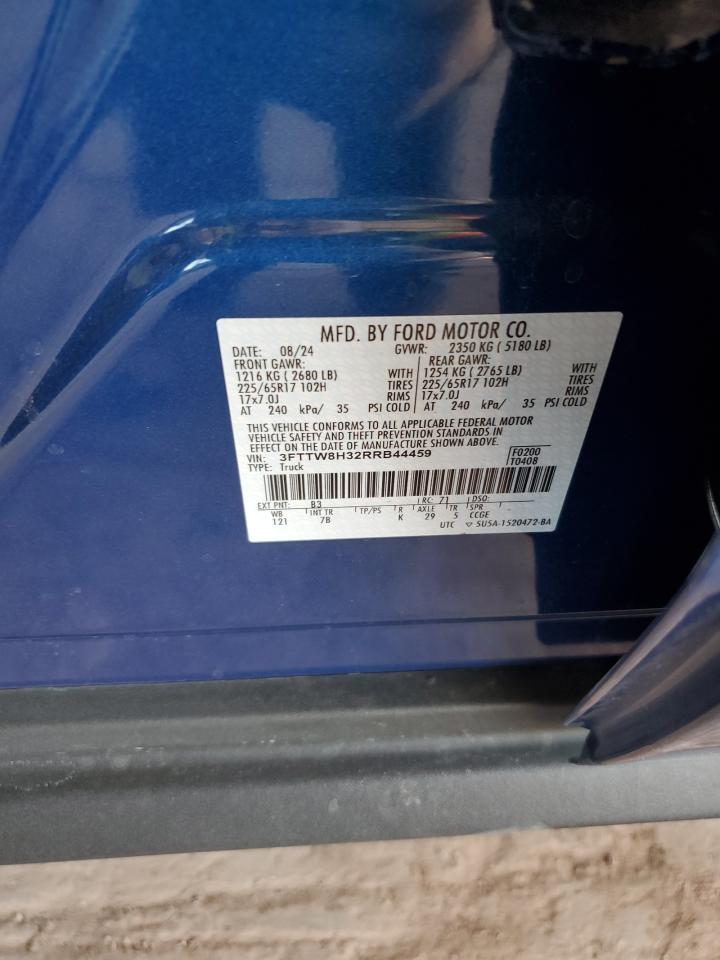 MFD. BY FORD MOTOR CO.
DATE: 08/24 GVWR: 2350 KG ( 5180 LB)
FRONT GAWR: REAR GAWR:
1216 KG ( 2680 LB) WITH 1254 KG ( 2765 LB) WITH
225/65R17 102H TIRES 225/65R17 102H TIRES
17x7.0J RIMS 17x7.0J RIMS
AT 240 kPa/ 35 PSI COLD AT 240 kPa/ 35 PSI COLD
THIS VEHICLE CONFORMS TO ALL APPLICABLE FEDERAL MOTOR
VEHICLE SAFETY AND THEFT PREVENTION STANDARDS IN
EFFECT ON THE DATE OF MANUFACTURE SHOWN ABOVE.
VIN: 3FTTW8H32RRB44459 F0200
TYPE: Truck T0408
EXT PNT: B3 RC: 71 DSO:
WB INT TR TP/PS R AXLE TR SPR
121 7B K 29 5 CCGE
UTC ▽ SU5A-1520472-BA